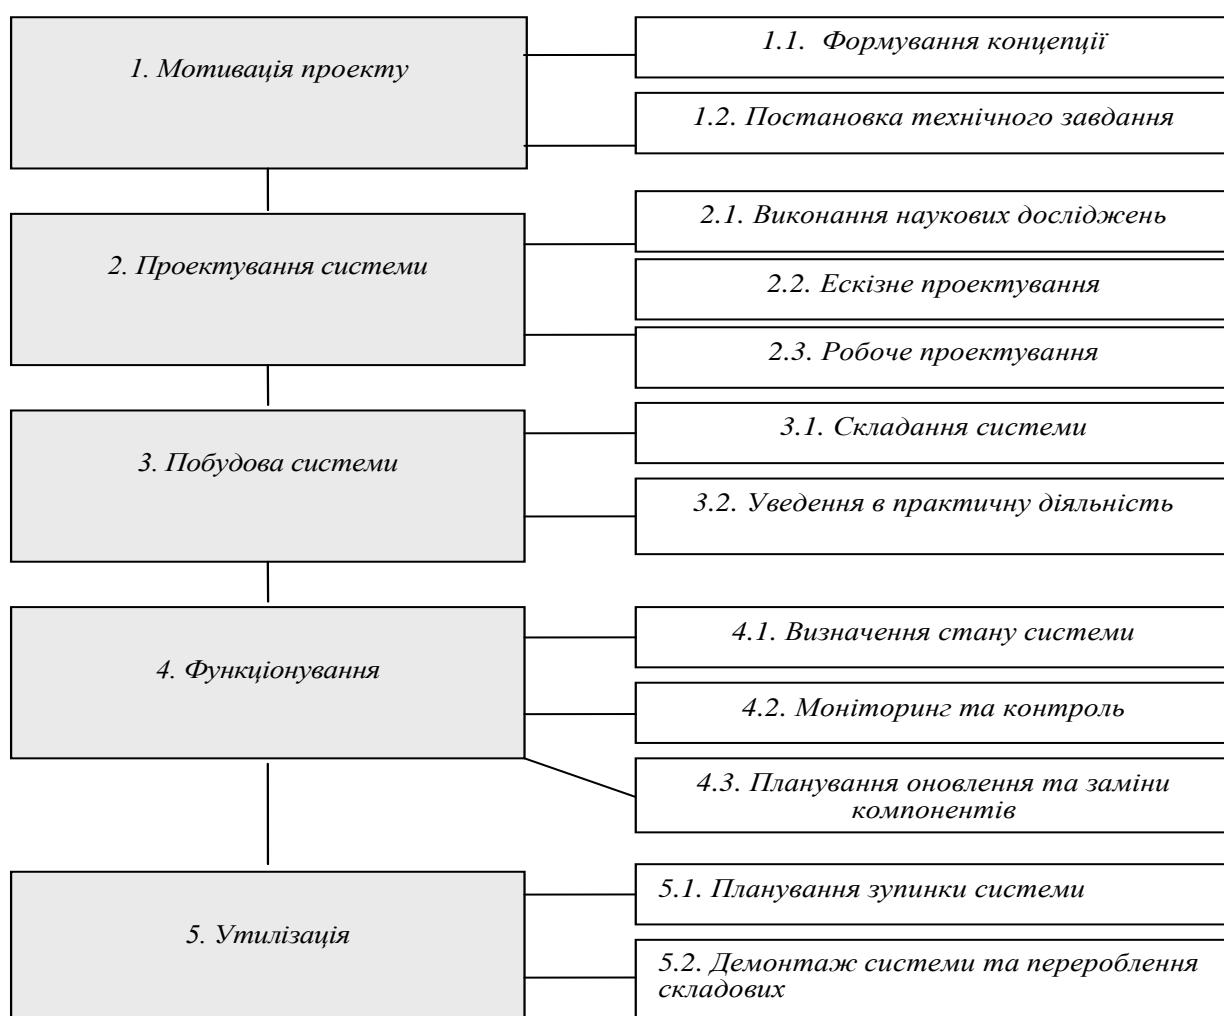 1. Мотивація проекту
1.1. Формування концепції
1.2. Постановка технічного завдання
2. Проектування системи
2.1. Виконання наукових досліджень
2.2. Ескізне проектування
2.3. Робоче проектування
3. Побудова системи
3.1. Складання системи
3.2. Уведення в практичну діяльність
4. Функціонування
4.1. Визначення стану системи
4.2. Моніторинг та контроль
4.3. Планування оновлення та заміни
компонентів
5. Утилізація
5.1. Планування зупинки системи
5.2. Демонтаж системи та перероблення
складових